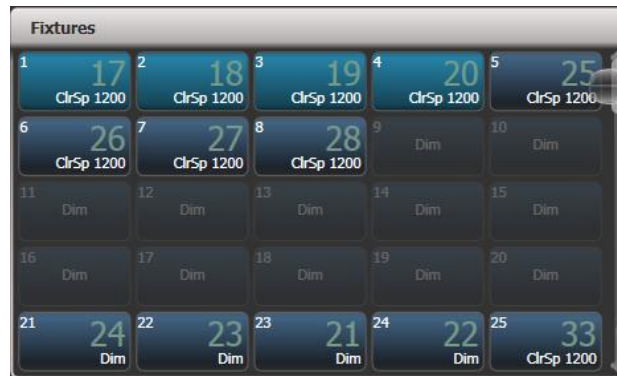 Fixtures
1 17 2 18 3 19 4 20 5 25
ClrSp 1200 ClrSp 1200 ClrSp 1200 ClrSp 1200 ClrSp 1200
6 26 7 27 8 28 9 10
ClrSp 1200 ClrSp 1200 ClrSp 1200 Dim Dim
11 12 13 14 15
Dim Dim Dim Dim Dim
16 17 18 19 20
Dim Dim Dim Dim Dim
21 24 22 23 23 21 24 22 25 33
Dim Dim Dim Dim ClrSp 1200